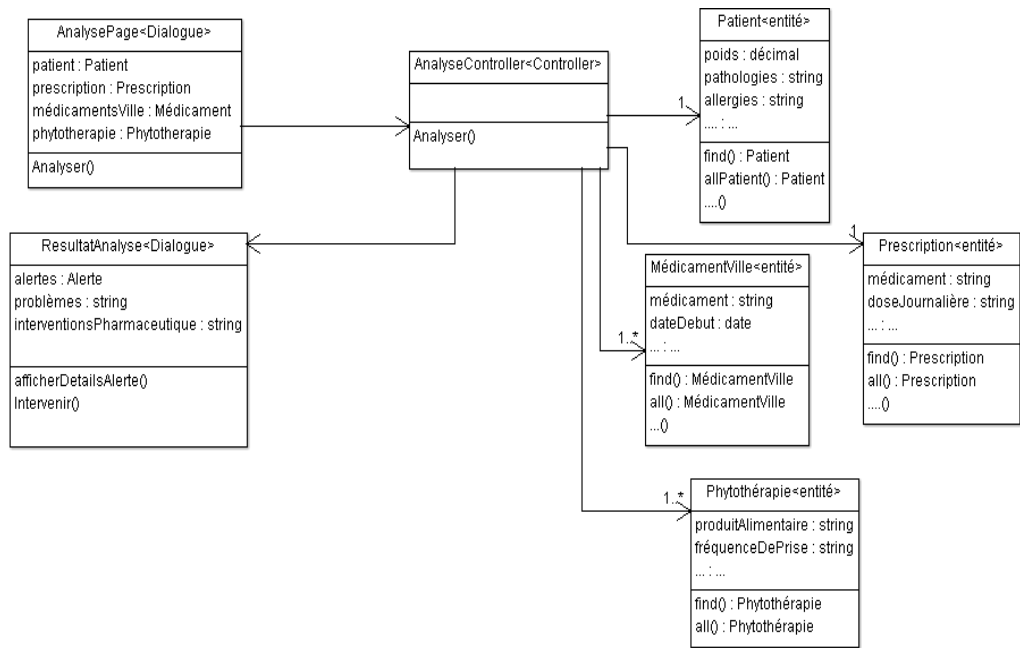 AnalysePage<Dialogue>
patient : Patient
prescription : Prescription
médicamentsVille : Médicament
phytotherapie : Phytotherapie
Analyser()
AnalyseController<Controller>
Analyser()
Patient<entité>
poids : décimal
pathologies : string
allergies : string
.... : ...
find() : Patient
allPatient() : Patient
....()
1
ResultatAnalyse<Dialogue>
alertes : Alerte
problèmes : string
interventionsPharmaceutique : string
afficherDetailsAlerte()
Intervenir()
MédicamentVille<entité>
médicament : string
dateDebut : date
... : ...
find() : MédicamentVille
all() : MédicamentVille
...()
1..*
1
Prescription<entité>
médicament : string
doseJournalière : string
... : ...
find() : Prescription
all() : Prescription
....()
1..*
Phytothérapie<entité>
produitAlimentaire : string
fréquenceDePrise : string
... : ...
find() : Phytothérapie
all() : Phytothérapie